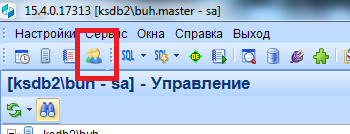 15.4.0.17313 [ksdb2\buh.master - sa]
Настройки Сервис Окна Справка Выход
SQL SQL
[ksdb2\buh - sa] - Управление
ksdb2\buh